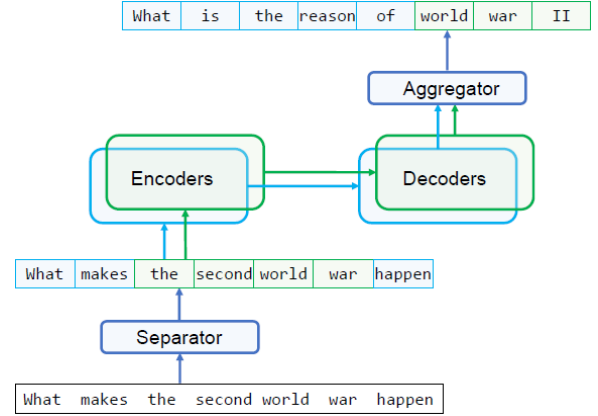 What is the reason of world war II
Aggregator
Encoders Decoders
What makes the second world war happen
Separator
What makes the second world war happen